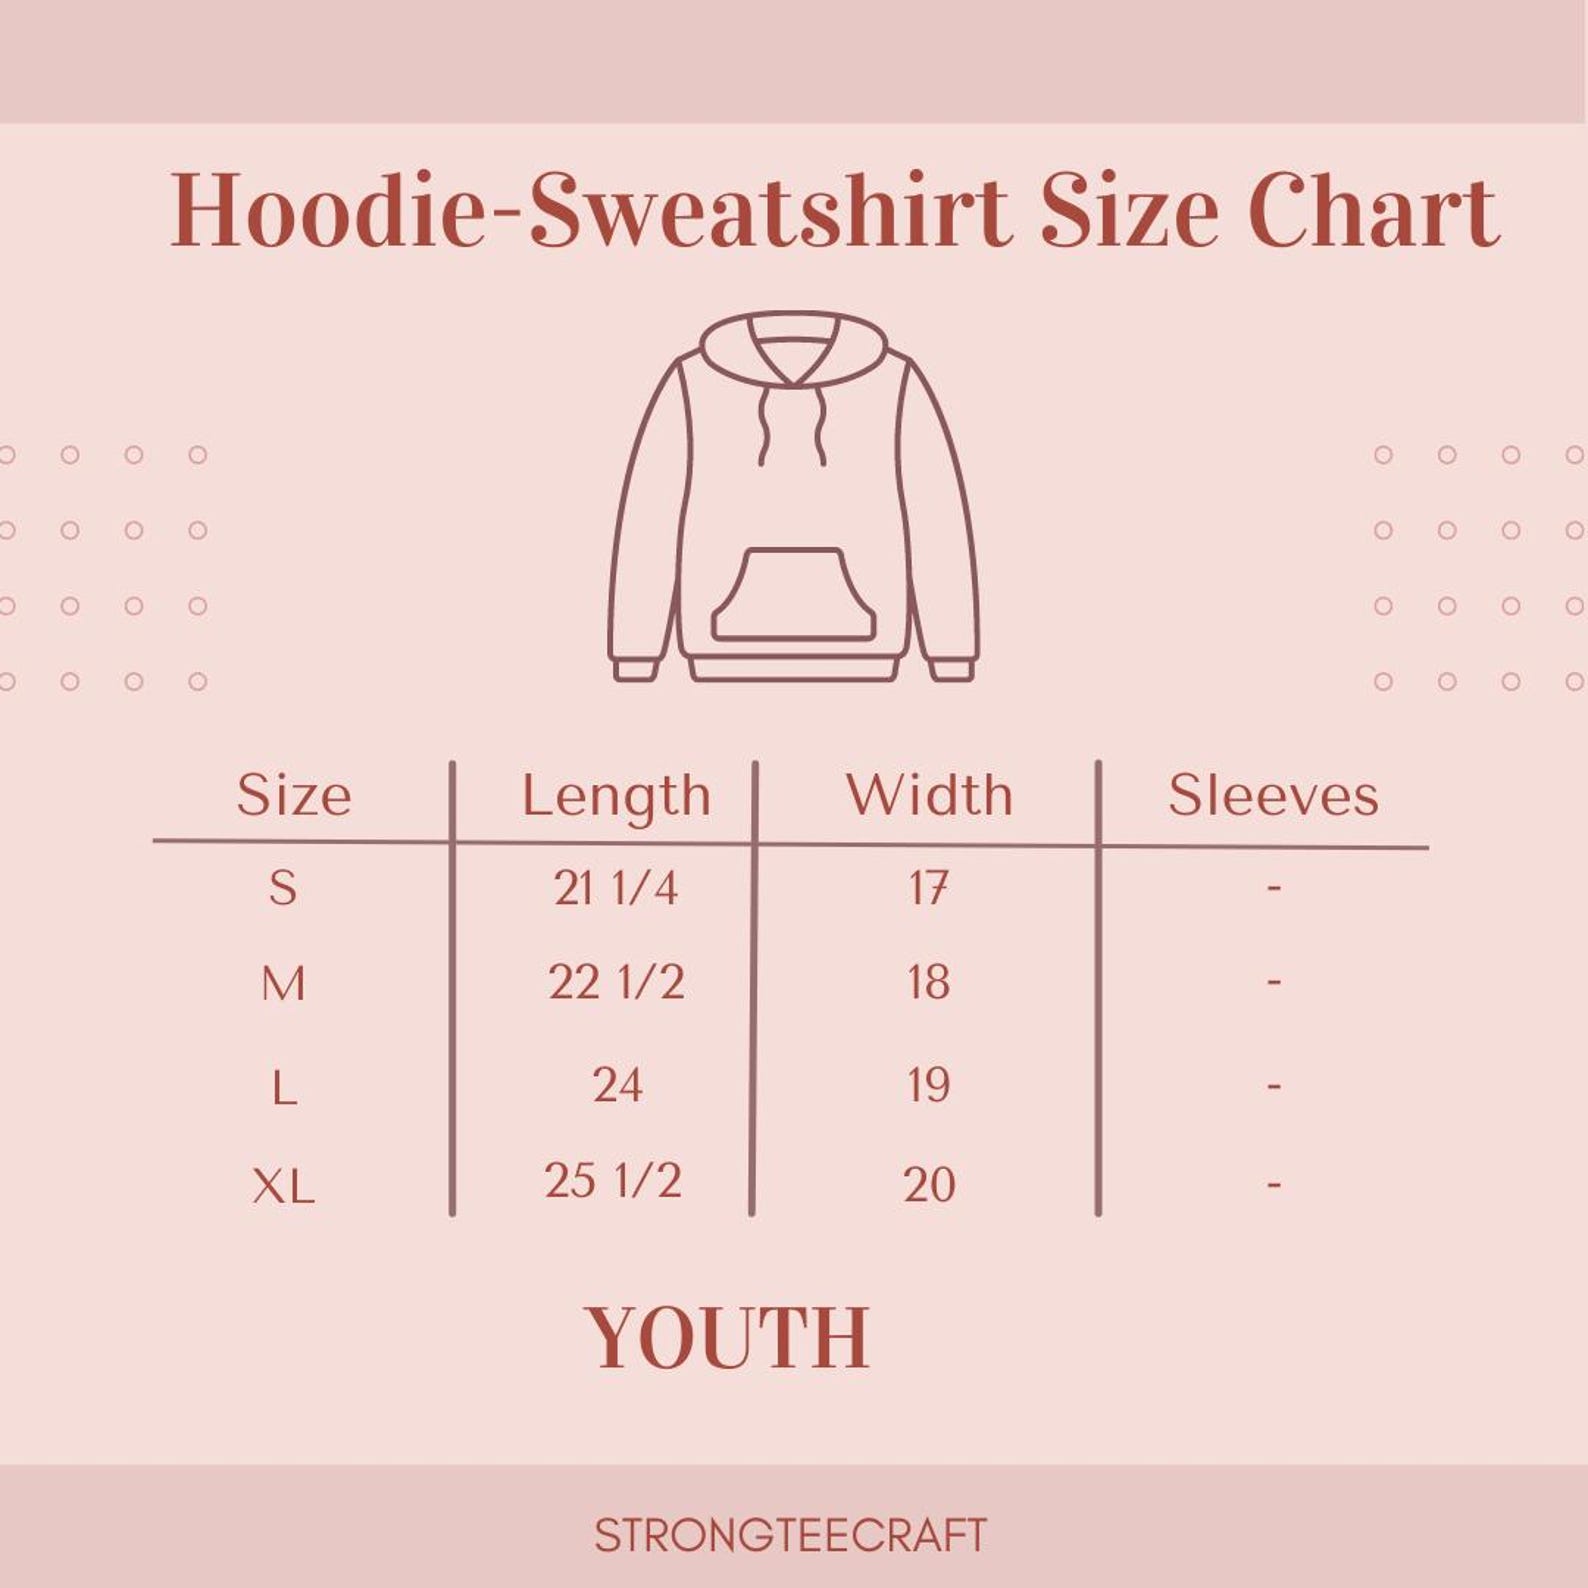 Hoodie-Sweatshirt Size Chart
Size Length Width Sleeves
S 21 1/4 17 -
M 22 1/2 18 -
L 24 19 -
XL 25 1/2 20 -
YOUTH
STRONGTEECRAFT